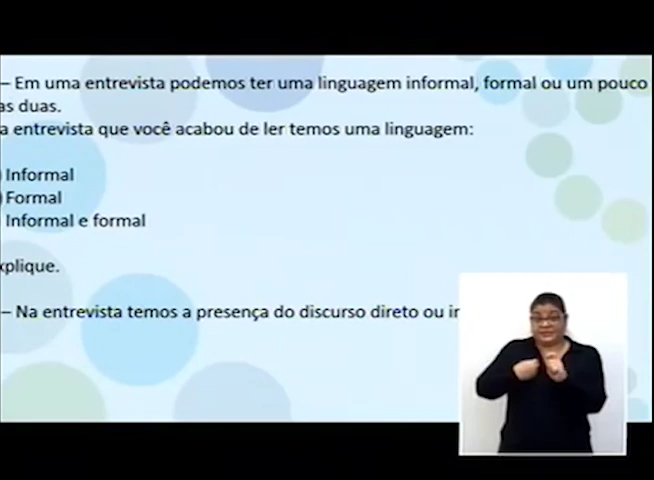 – Em uma entrevista podemos ter uma linguagem informal, formal ou um pouco
as duas.
a entrevista que você acabou de ler temos uma linguagem:
) Informal
) Formal
Informal e formal
xplique.
– Na entrevista temos a presença do discurso direto ou in